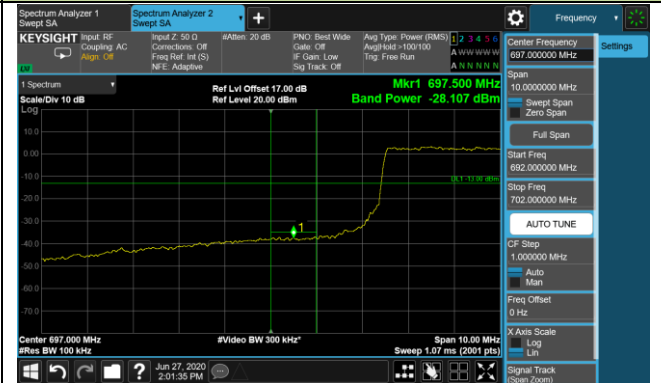 Spectrum Analyzer 1
Swept SA
Spectrum Analyzer 2
Swept SA
+
Frequency
KEYSIGHT
Input: RF
Coupling: AC
Align: Off
Input Z: 50 Ω
Corrections: Off
Freq Ref: Int (S)
NFE: Adaptive
#Atten: 20 dB
PNO: Best Wide
Gate: Off
IF Gain: Low
Sig Track: Off
Avg Type: Power (RMS)
Avg|Hold:>100/100
Trig: Free Run
1 2 3 4 5 6
A W W W W W
A N N N N N
1 Spectrum
Scale/Div 10 dB
Log
Ref Lvl Offset 17.00 dB
Ref Level 20.00 dBm
Mkr1 697.500 MHz
Band Power -28.107 dBm
10.0
0.00
-10.0
-20.0
-30.0
-40.0
-50.0
-60.0
-70.0
DL1 -13.00 dBm
1
Center 697.000 MHz
#Res BW 100 kHz
#Video BW 300 kHz*
Span 10.00 MHz
Sweep 1.07 ms (2001 pts)
Center Frequency
697.000000 MHz
Settings
Span
10.0000000 MHz
Swept Span
Zero Span
Full Span
Start Freq
692.000000 MHz
Stop Freq
702.000000 MHz
AUTO TUNE
CF Step
1.000000 MHz
Auto
Man
Freq Offset
0 Hz
X Axis Scale
Log
Lin
Signal Track
(Span Zoom)
?
Jun 27, 2020
2:01:35 PM